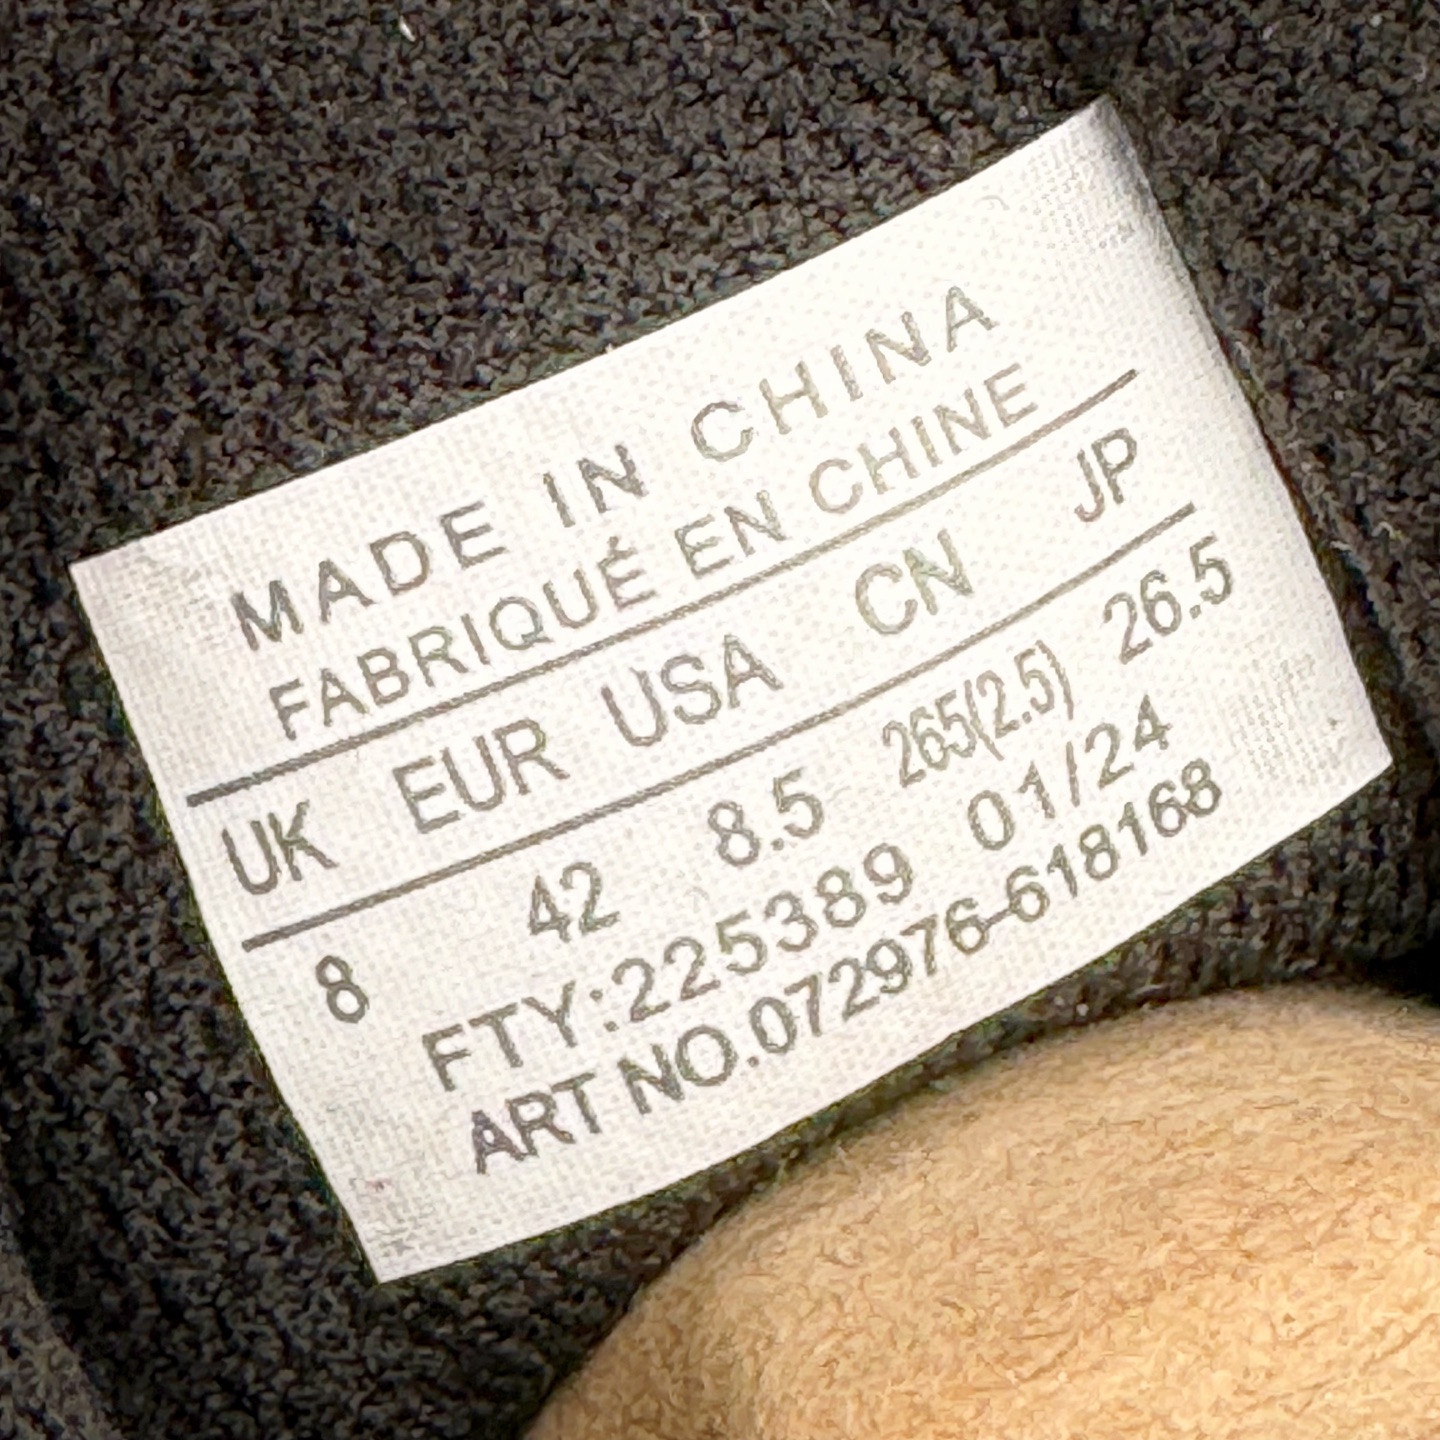 MADE IN CHINA
FABRIQUÉ EN CHINE
UK EUR USA CN JP
8 42 8.5 265(2.5) 26.5
FTY:225389 01/24
ART NO.072976-618168